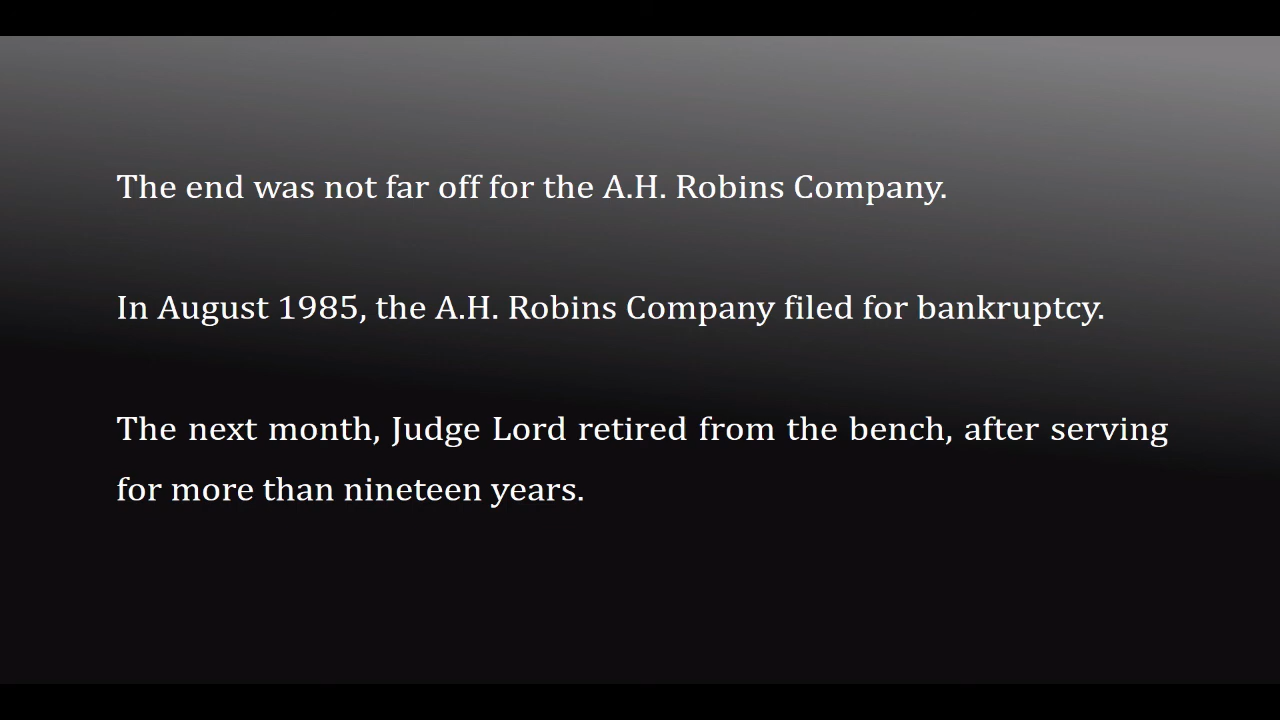 The end was not far off for the A.H. Robins Company.
In August 1985, the A.H. Robins Company filed for bankruptcy.
The next month, Judge Lord retired from the bench, after serving
for more than nineteen years.